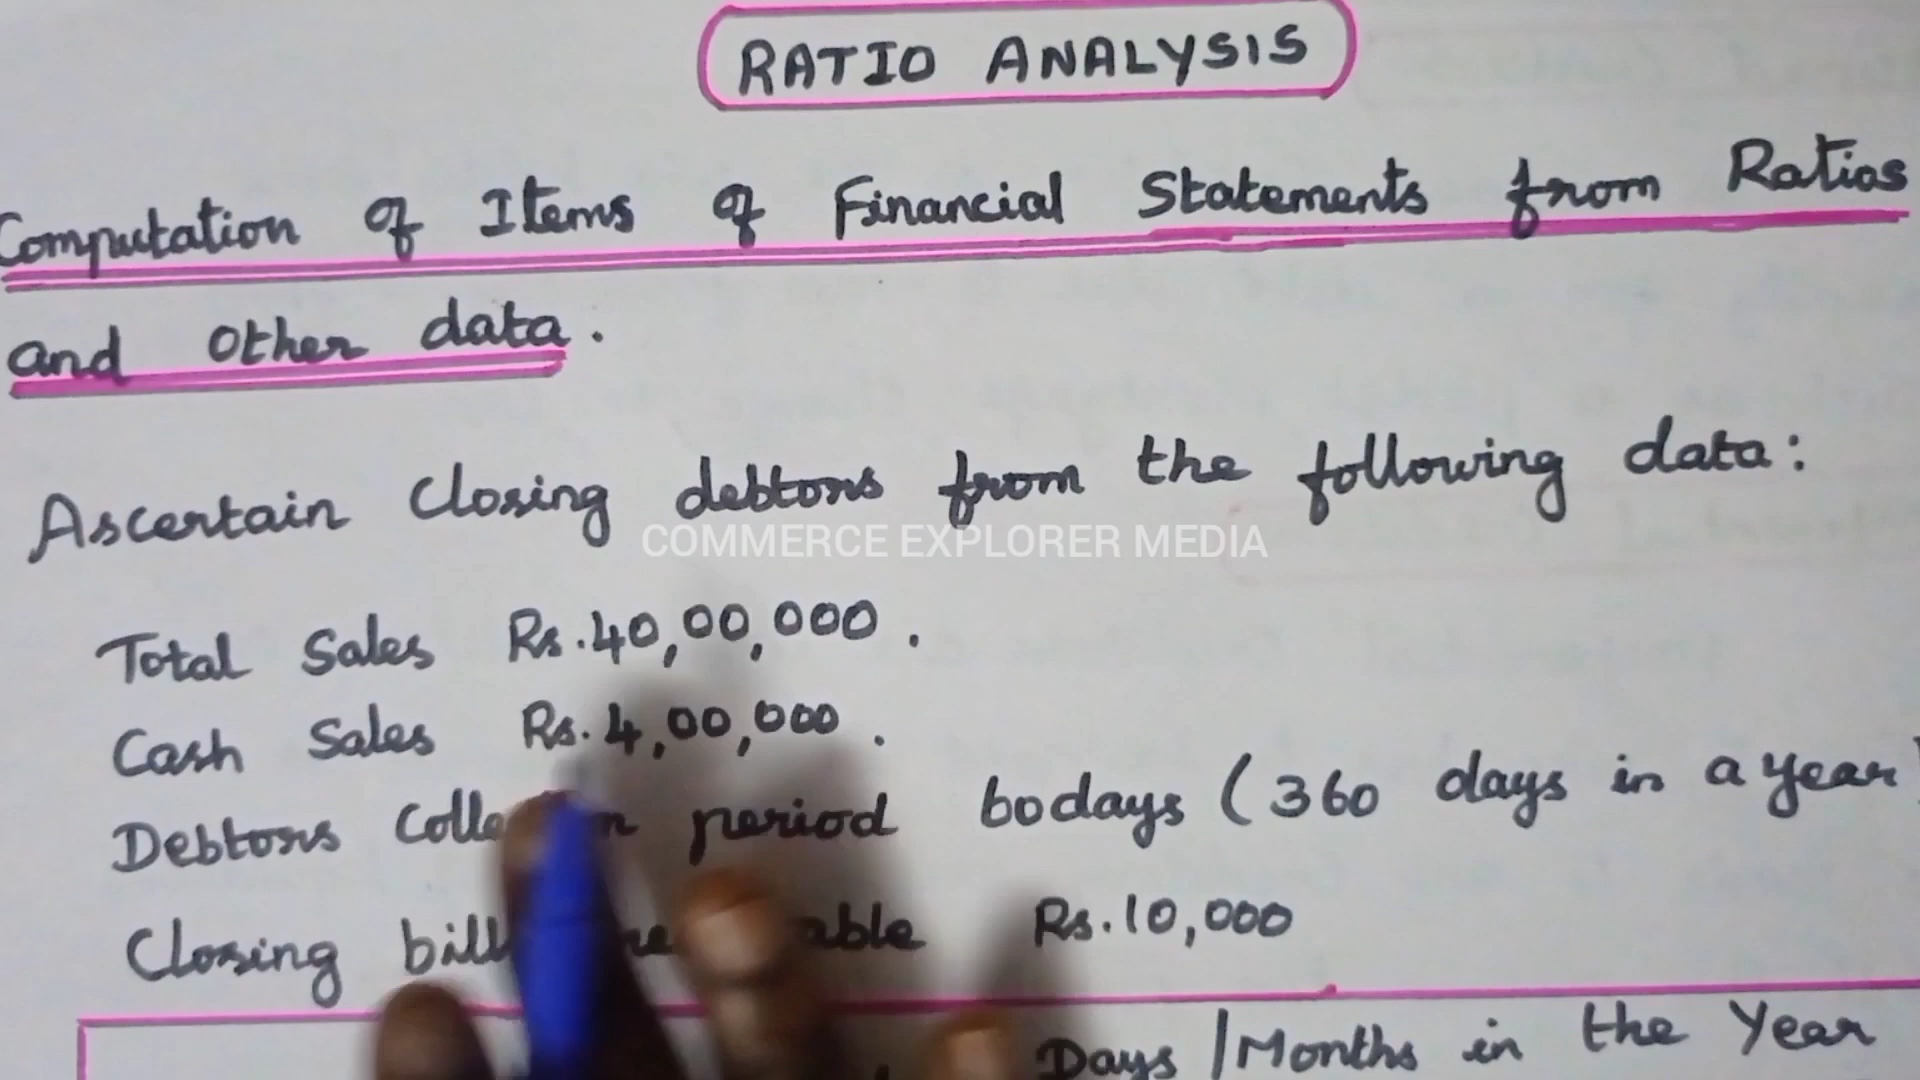 RATIO ANALYSIS
Computation of Items of Financial Statements from Ratios
and Other data.
Ascertain Closing debtors from the following data:
COMMERCE EXPLORER MEDIA
Total Sales Rs.40,00,000.
Cash Sales Rs.4,00,000.
Debtors period 60days (360 days in a year)
Closing Rs.10,000
Days/Months in the Year